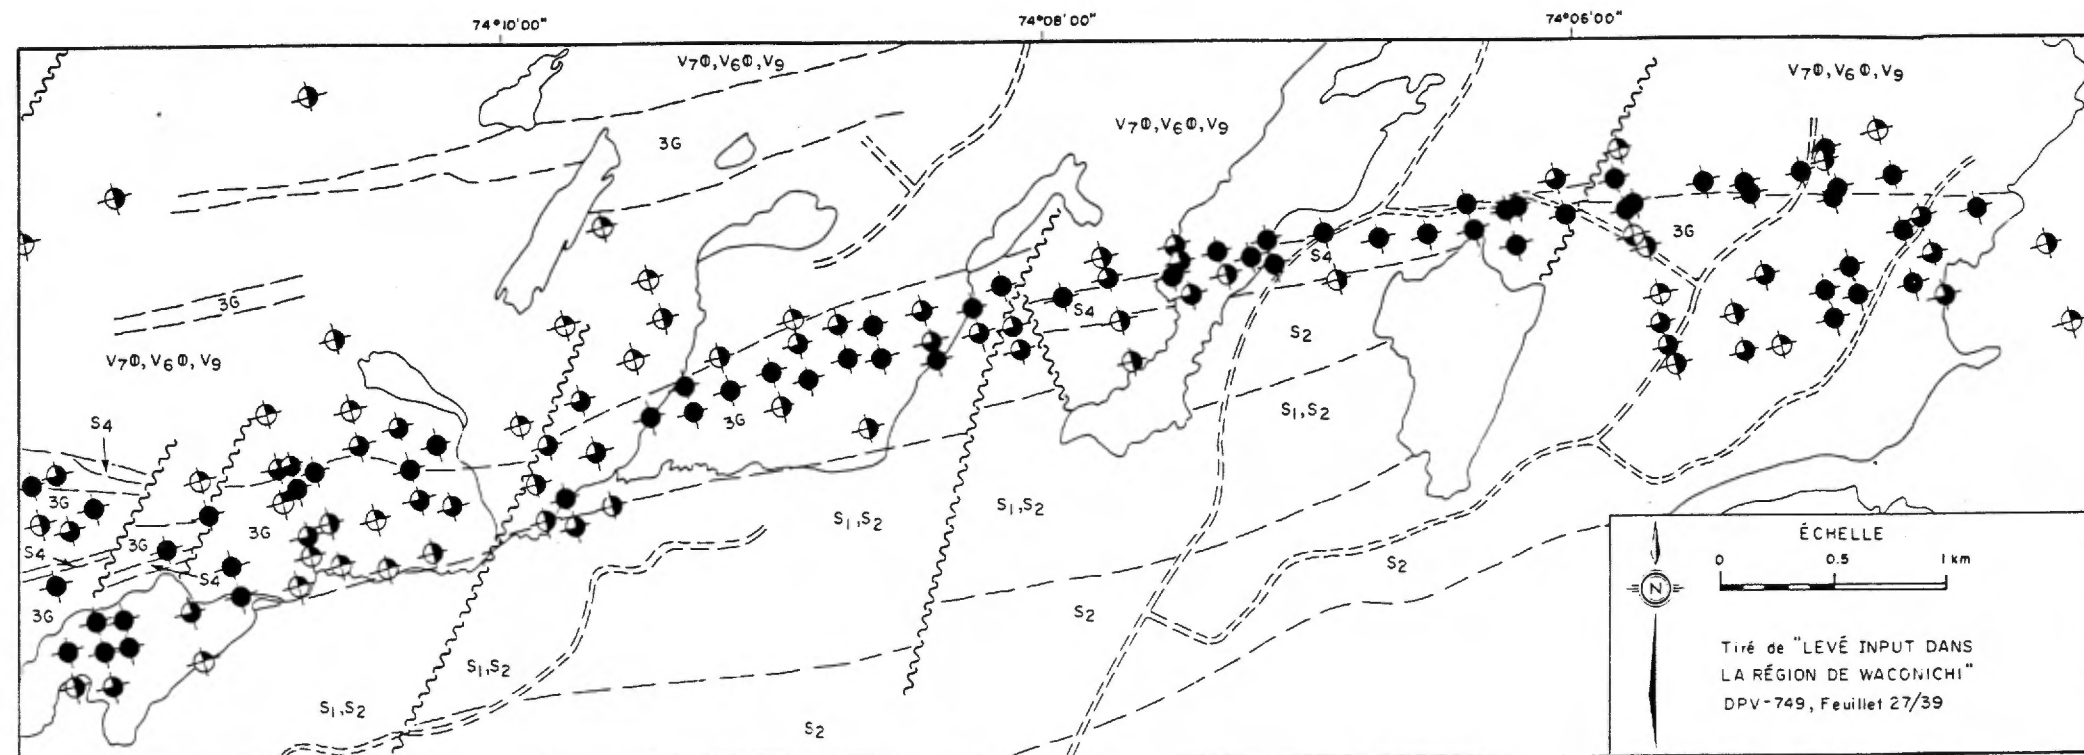 74°10'00"
74°08'00"
74°06'00"
V7Φ, V6Φ, V9
V7Φ, V6Φ, V9
V7Φ, V6Φ, V9
3G
3G
3G
S4
S4
S2
V7Φ, V6Φ, V9
S1, S2
3G
S4
3G
3G
3G
S4
S4
3G
S1, S2
S1, S2
S2
S2
S1, S2
S1, S2
S2
ÉCHELLE
0 0.5 1 km
N
Tiré de "LEVÉ INPUT DANS
LA RÉGION DE WACONICHI"
DPV-749, Feuillet 27/39